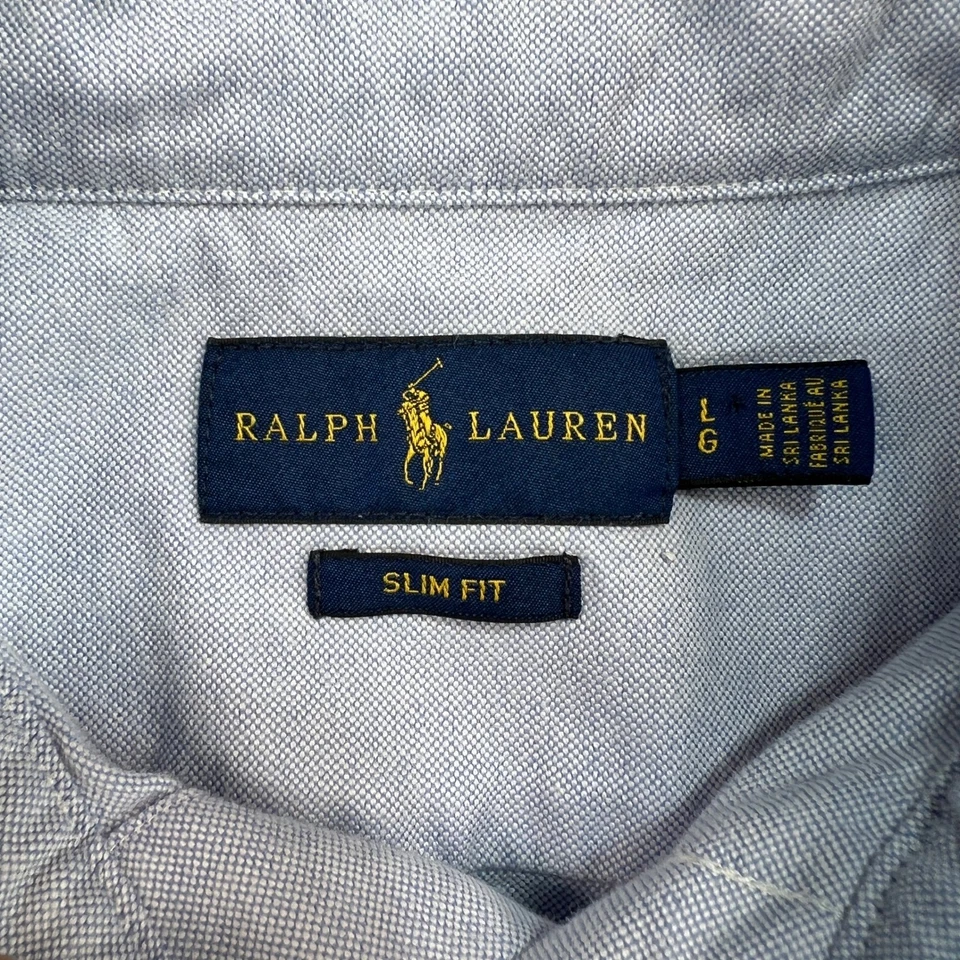 RALPH LAUREN
L
G
MADE IN
SRI LANKA
FABRIQUÉ AU
SRI LANKA
SLIM FIT